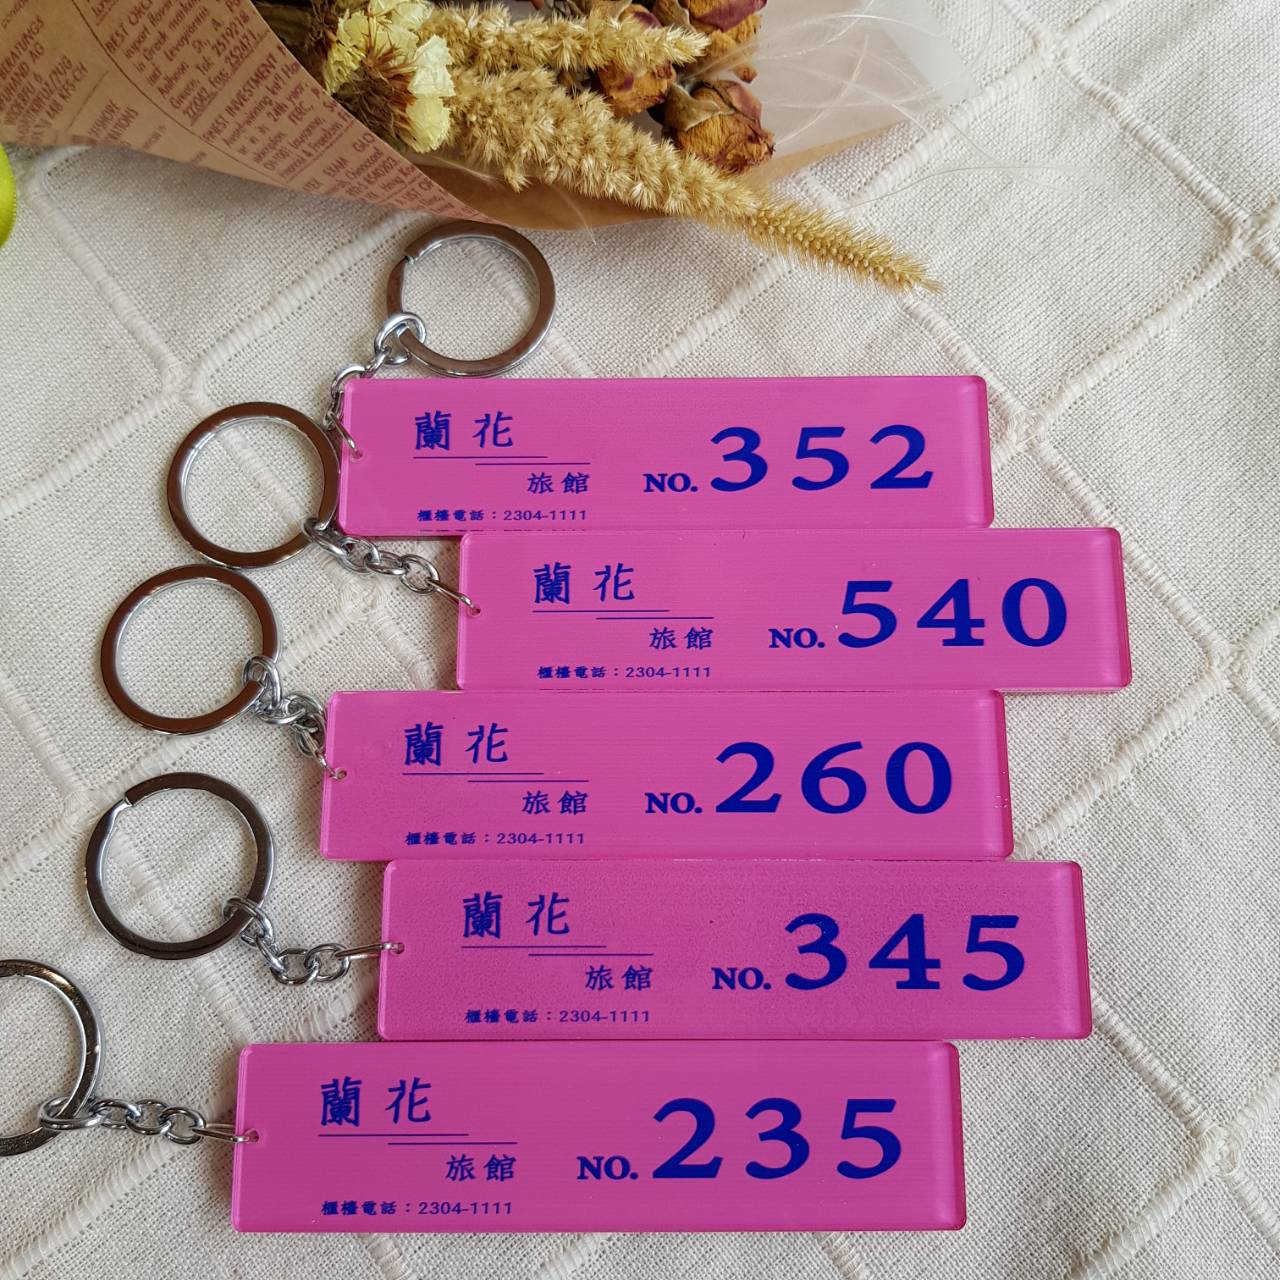 BEST INVESTMENT
蘭花
旅館
NO. 352
櫃檯電話：2304-1111
蘭花
旅館
NO. 540
櫃檯電話：2304-1111
蘭花
旅館
NO. 260
櫃檯電話：2304-1111
蘭花
旅館
NO. 345
櫃檯電話：2304-1111
蘭花
旅館
NO. 235
櫃檯電話：2304-1111